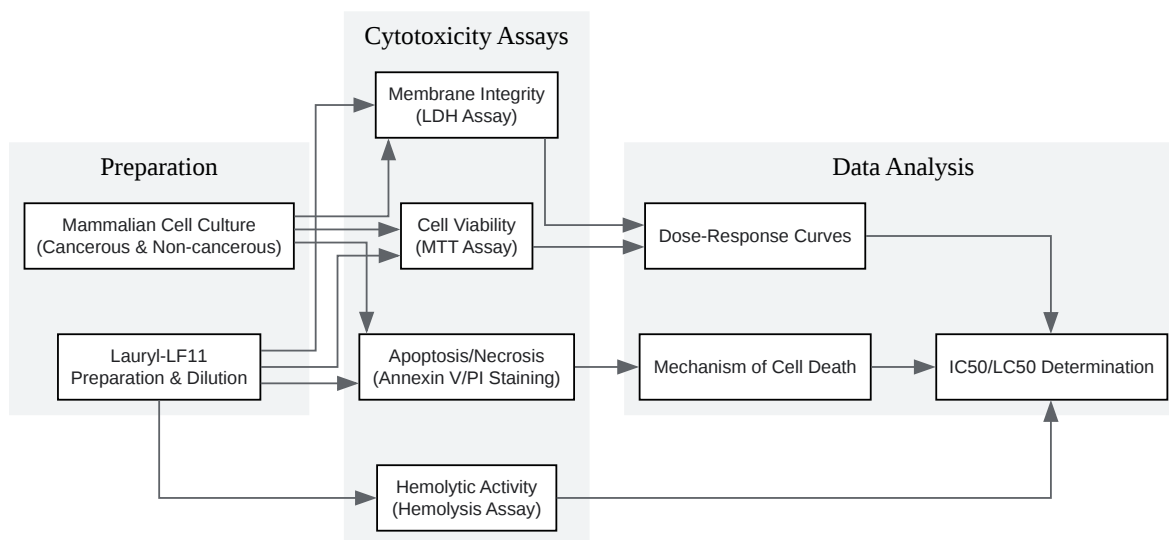 Cytotoxicity Assays
Membrane Integrity
(LDH Assay)
Preparation
Data Analysis
Mammalian Cell Culture
(Cancerous & Non-cancerous)
Cell Viability
(MTT Assay)
Dose-Response Curves
Lauryl-LF11
Preparation & Dilution
Apoptosis/Necrosis
(Annexin V/PI Staining)
Mechanism of Cell Death
IC50/LC50 Determination
Hemolytic Activity
(Hemolysis Assay)